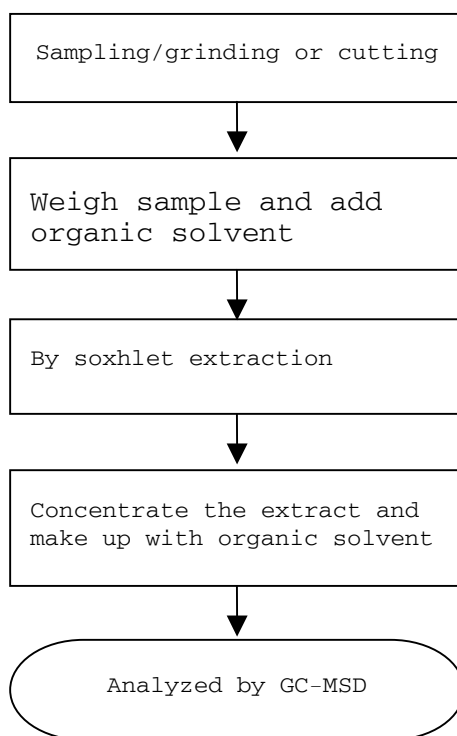 Sampling/grinding or cutting
Weigh sample and add
organic solvent
By soxhlet extraction
Concentrate the extract and
make up with organic solvent
Analyzed by GC-MSD